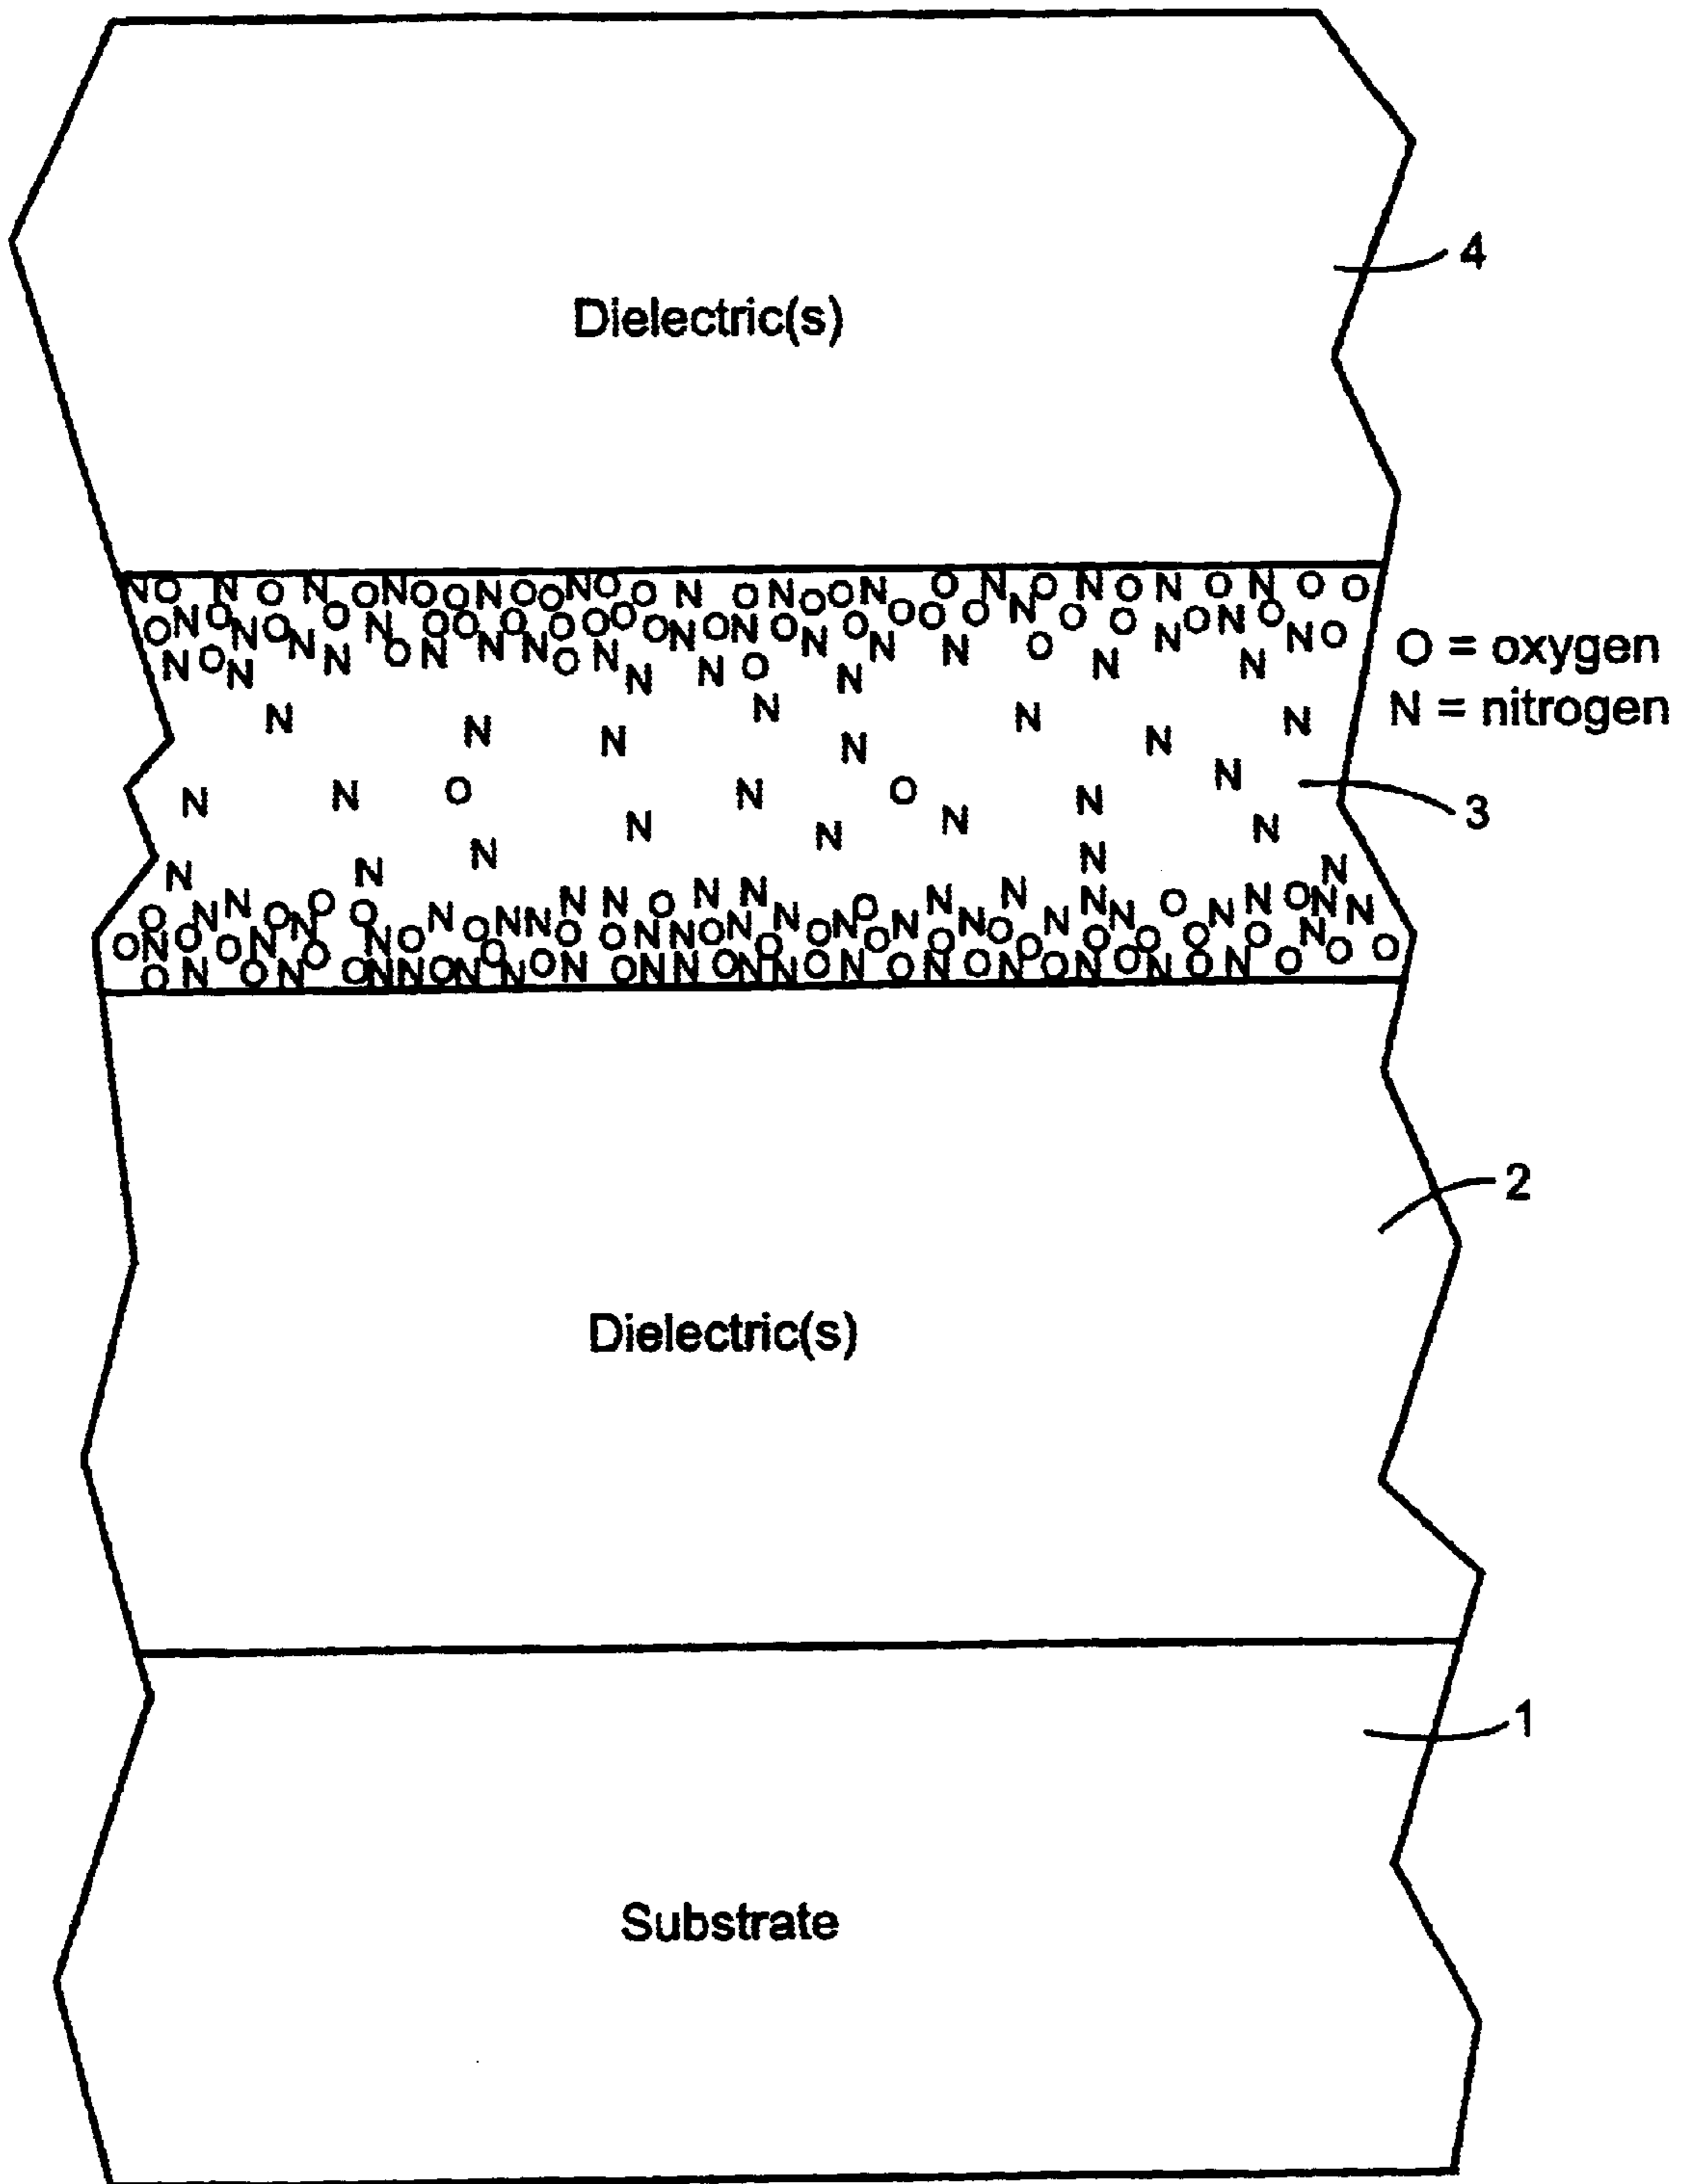 4
Dielectric(s)
O = oxygen
N = nitrogen
3
2
Dielectric(s)
1
Substrate